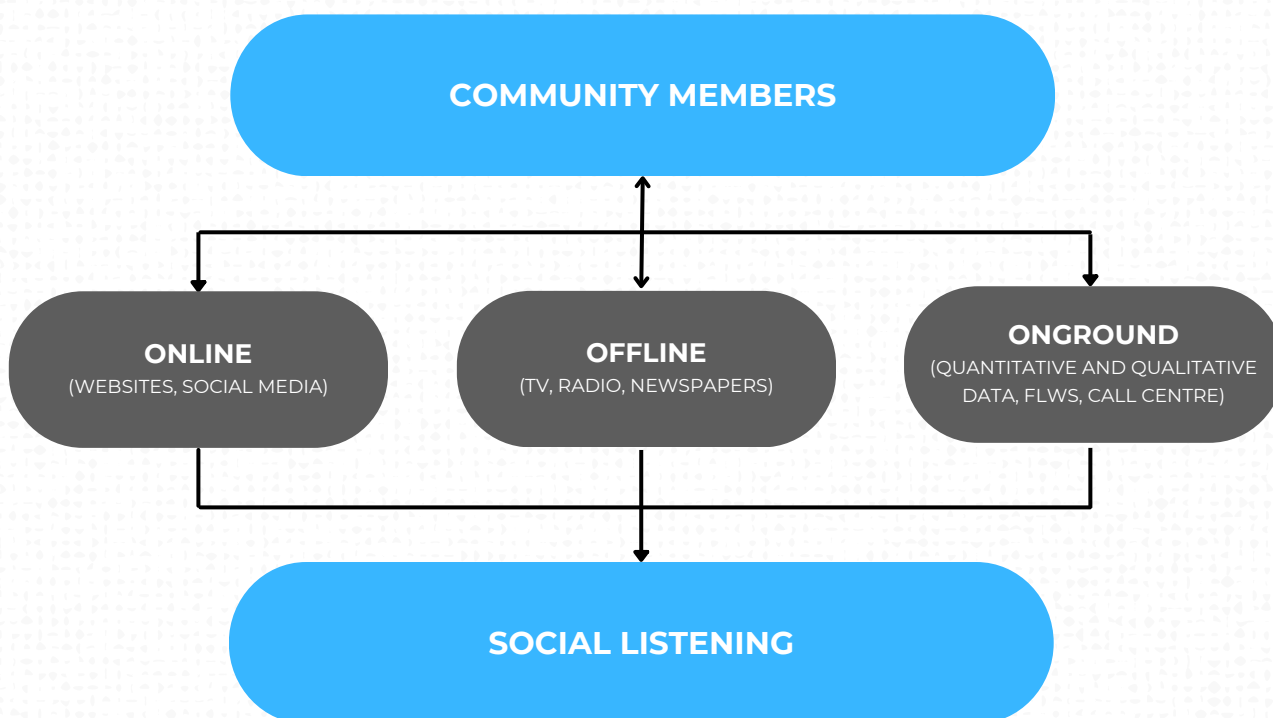 COMMUNITY MEMBERS
ONLINE
(WEBSITES, SOCIAL MEDIA)
OFFLINE
(TV, RADIO, NEWSPAPERS)
ONGROUND
(QUANTITATIVE AND QUALITATIVE
DATA, FLWS, CALL CENTRE)
SOCIAL LISTENING